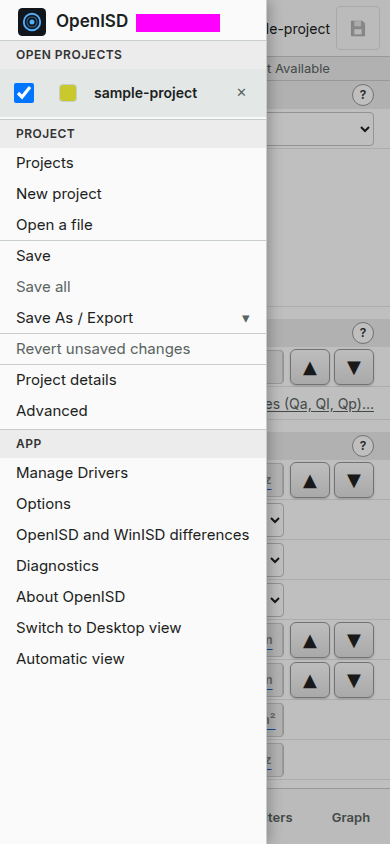 OpenISD
le-project
OPEN PROJECTS
t Available
sample-project ×
?
PROJECT
Projects
New project
Open a file
Save
Save all
Save As / Export ▼
?
Revert unsaved changes
▲ ▼
Project details
Advanced
es (Qa, Ql, Qp)...
APP
?
Manage Drivers
z ▲ ▼
Options
OpenISD and WinISD differences
Diagnostics
About OpenISD
Switch to Desktop view
m ▲ ▼
Automatic view
m ▲ ▼
²
z
ters Graph